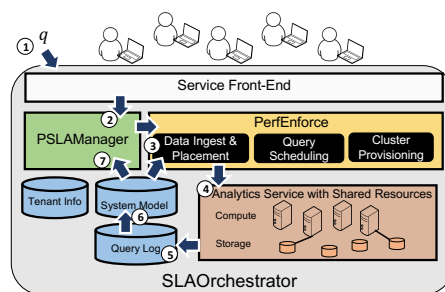 1 q
Service Front-End
2
PSLAManager
PerfEnforce
3
Data Ingest &
Placement
Query
Scheduling
Cluster
Provisioning
7
4
Analytics Service with Shared Resources
Tenant Info
System Model
Compute
6
Storage
Query Log
5
SLAOrchestrator